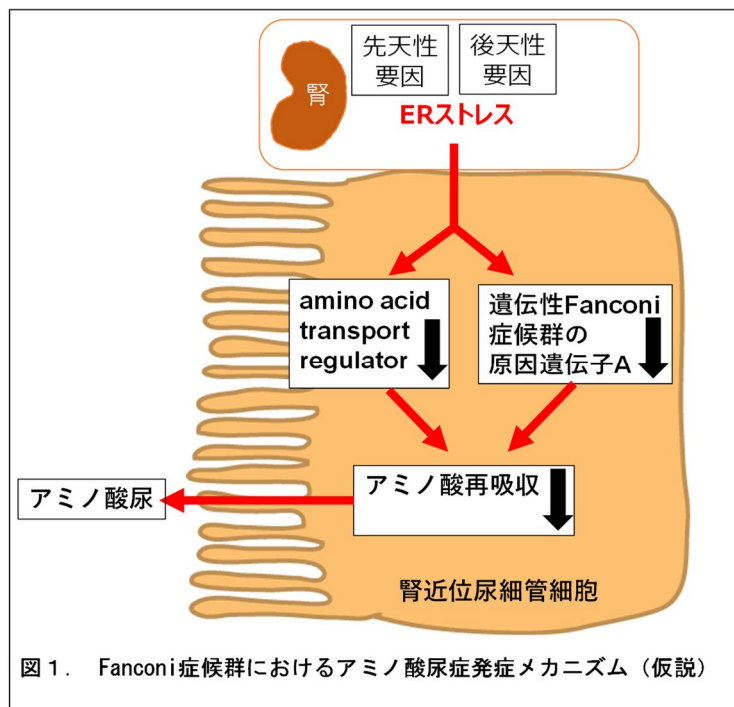 腎
先天性
要因
後天性
要因
ERストレス
amino acid
transport
regulator
遺伝性Fanconi
症候群の
原因遺伝子A
アミノ酸再吸収
アミノ酸尿
腎近位尿細管細胞
図１．　Fanconi症候群におけるアミノ酸尿症発症メカニズム（仮説）